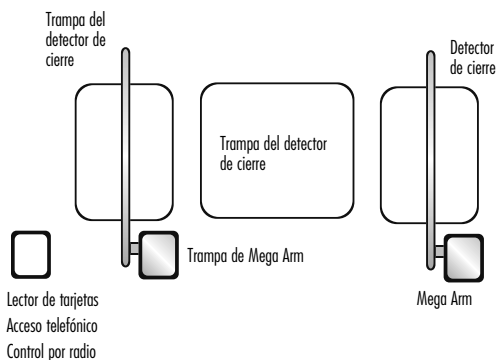 Trampa del
detector de
cierre
Detector
de cierre
Trampa del detector
de cierre
Trampa de Mega Arm
Mega Arm
Lector de tarjetas
Acceso telefónico
Control por radio